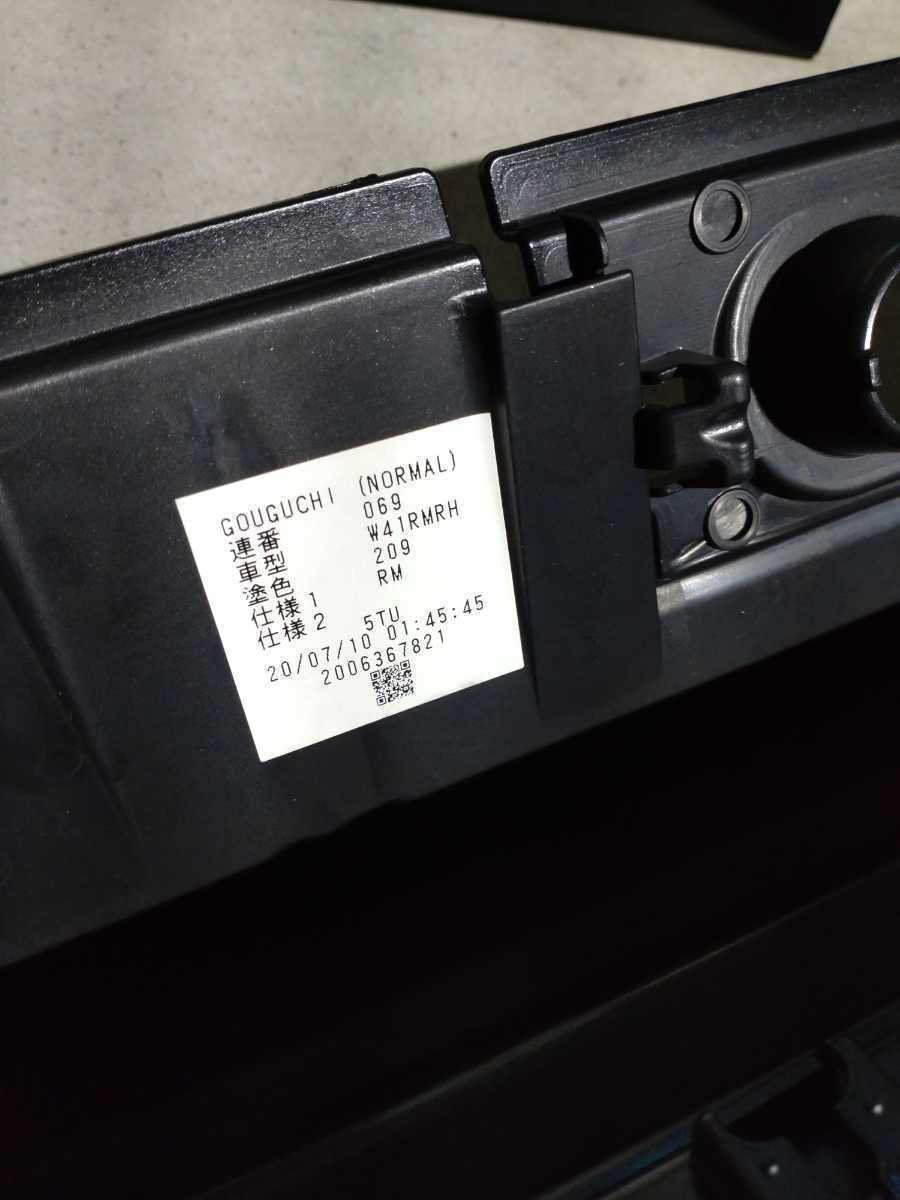 GOUGUCHI (NORMAL)
連番 069
車型 W41RMRH
塗色 209
仕様1 RM
仕様2 5TU
20/07/10 01:45:45
2006367821